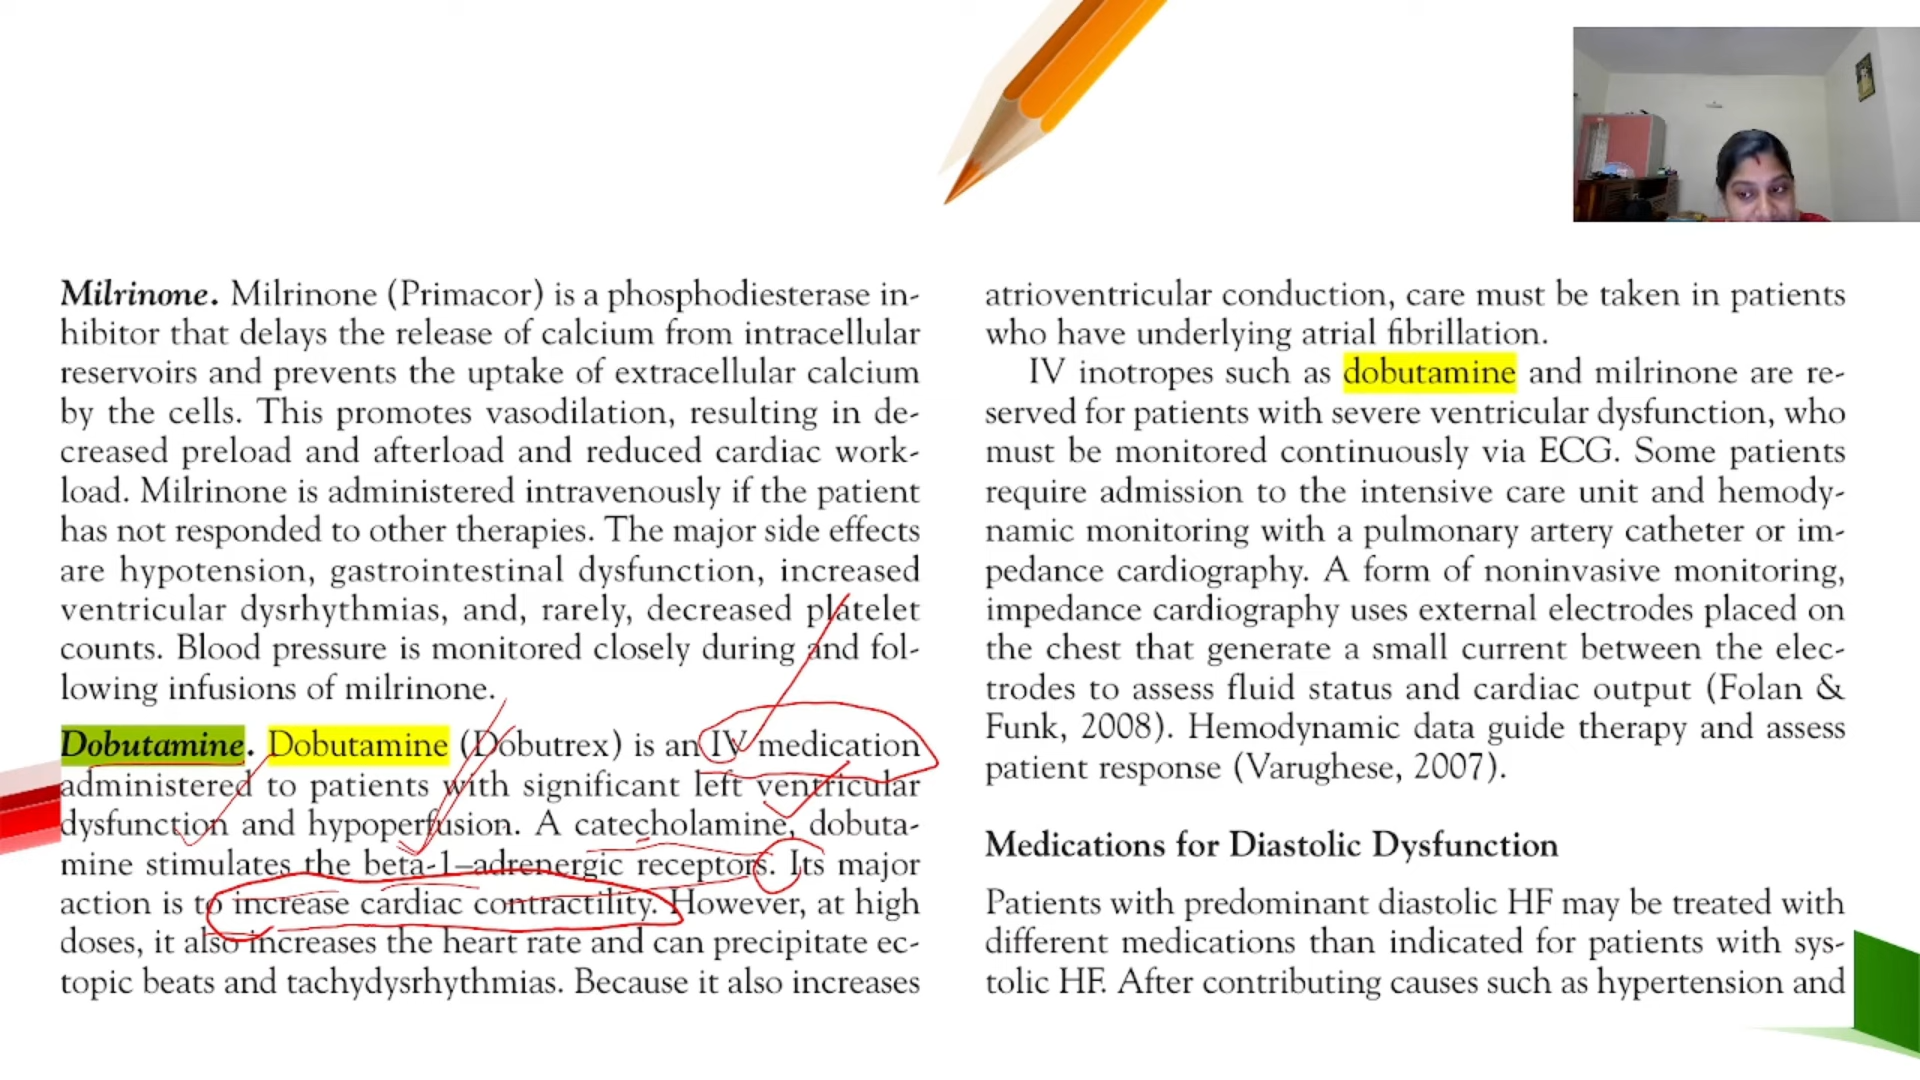 Milrinone. Milrinone (Primacor) is a phosphodiesterase in-
hibitor that delays the release of calcium from intracellular
reservoirs and prevents the uptake of extracellular calcium
by the cells. This promotes vasodilation, resulting in de-
creased preload and afterload and reduced cardiac work-
load. Milrinone is administered intravenously if the patient
has not responded to other therapies. The major side effects
are hypotension, gastrointestinal dysfunction, increased
ventricular dysrhythmias, and, rarely, decreased platelet
counts. Blood pressure is monitored closely during and fol-
lowing infusions of milrinone.
Dobutamine. Dobutamine (Dobutrex) is an IV medication
administered to patients with significant left ventricular
dysfunction and hypoperfusion. A catecholamine, dobuta-
mine stimulates the beta-1–adrenergic receptors. Its major
action is to increase cardiac contractility. However, at high
doses, it also increases the heart rate and can precipitate ec-
topic beats and tachydysrhythmias. Because it also increases
atrioventricular conduction, care must be taken in patients
who have underlying atrial fibrillation.
IV inotropes such as dobutamine and milrinone are re-
served for patients with severe ventricular dysfunction, who
must be monitored continuously via ECG. Some patients
require admission to the intensive care unit and hemody-
namic monitoring with a pulmonary artery catheter or im-
pedance cardiography. A form of noninvasive monitoring,
impedance cardiography uses external electrodes placed on
the chest that generate a small current between the elec-
trodes to assess fluid status and cardiac output (Folan &
Funk, 2008). Hemodynamic data guide therapy and assess
patient response (Varughese, 2007).
Medications for Diastolic Dysfunction
Patients with predominant diastolic HF may be treated with
different medications than indicated for patients with sys-
tolic HF. After contributing causes such as hypertension and